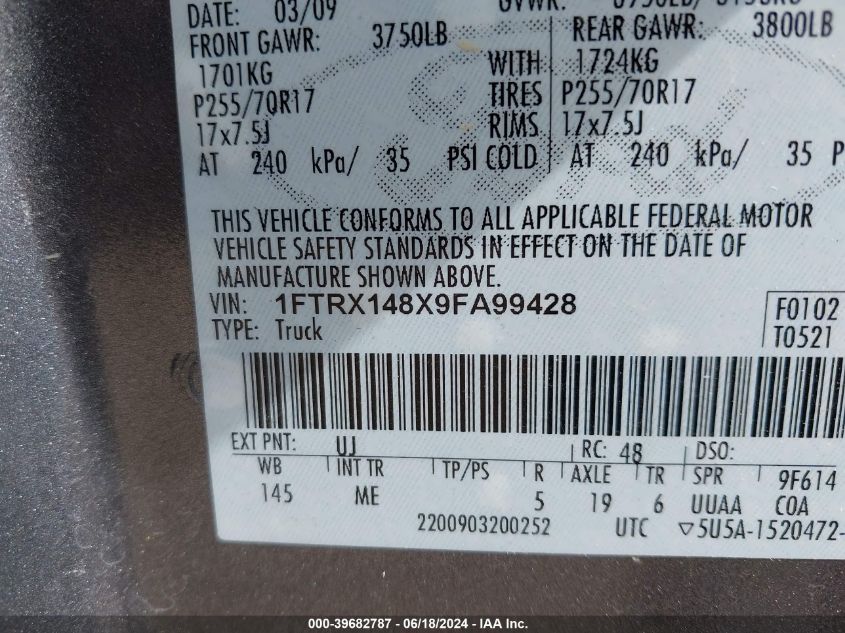 DATE: 03/09 GVWR:
FRONT GAWR: 3750LB REAR GAWR: 3800LB
1701KG WITH 1724KG
P255/70R17 TIRES P255/70R17
17x7.5J RIMS 17x7.5J
AT 240 kPa/ 35 PSI COLD AT 240 kPa/ 35 P
THIS VEHICLE CONFORMS TO ALL APPLICABLE FEDERAL MOTOR
VEHICLE SAFETY STANDARDS IN EFFECT ON THE DATE OF
MANUFACTURE SHOWN ABOVE.
VIN: 1FTRX148X9FA99428 F0102
TYPE: Truck T0521
EXT PNT: UJ RC: 48 DSO:
WB INT TR TP/PS R AXLE TR SPR 9F614
145 ME 5 19 6 UUAA COA
2200903200252 UTC ▽5U5A-1520472-
000-39682787 - 06/18/2024 - IAA Inc.